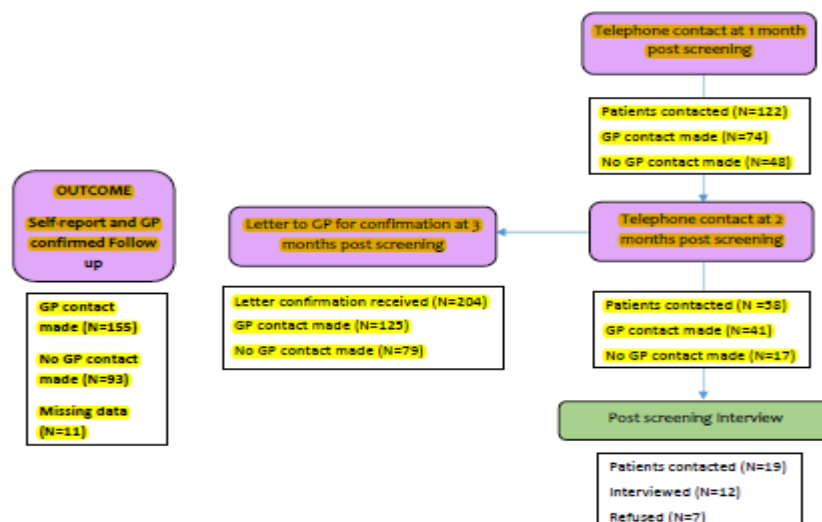 Telephone contact at 1 month
post screening
Patients contacted (N=122)
GP contact made (N=74)
No GP contact made (N=48)
OUTCOME
Self-report and GP
confirmed Follow
up
GP contact
made (N=155)
No GP contact
made (N=93)
Missing data
(N=11)
Letter to GP for confirmation at 3
months post screening
Letter confirmation received (N=204)
GP contact made (N=125)
No GP contact made (N=79)
Telephone contact at 2
months post screening
Patients contacted (N =58)
GP contact made (N=41)
No GP contact made (N=17)
Post screening Interview
Patients contacted (N=19)
Interviewed (N=12)
Refused (N=7)